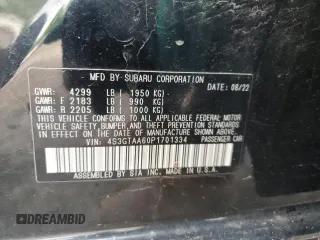 MFD BY SUBARU CORPORATION
DATE: 08/22
GVWR: 4299 LB ( 1950 KG)
GAWR: F 2183 LB ( 990 KG)
GAWR: R 2205 LB ( 1000 KG)
THIS VEHICLE CONFORMS TO ALL APPLICABLE FEDERAL MOTOR
VEHICLE SAFETY, BUMPER, AND THEFT PREVENTION STANDARDS
IN EFFECT ON THE DATE OF MANUFACTURE SHOWN ABOVE.
VIN: 4S3GTAA60P1701334 PASSENGER CAR
ASSEMBLED BY SIA INC. MADE IN U.S.A.
DREAMBID